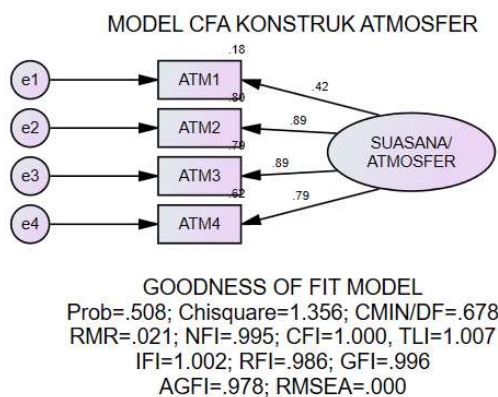 MODEL CFA KONSTRUK ATMOSFER
.18
e1
ATM1
.42
.80
e2
ATM2
.89
SUASANA/
ATMOSFER
.79
e3
ATM3
.89
.62
e4
ATM4
.79
GOODNESS OF FIT MODEL
Prob=.508; Chisquare=1.356; CMIN/DF=.678
RMR=.021; NFI=.995; CFI=1.000, TLI=1.007
IFI=1.002; RFI=.986; GFI=.996
AGFI=.978; RMSEA=.000